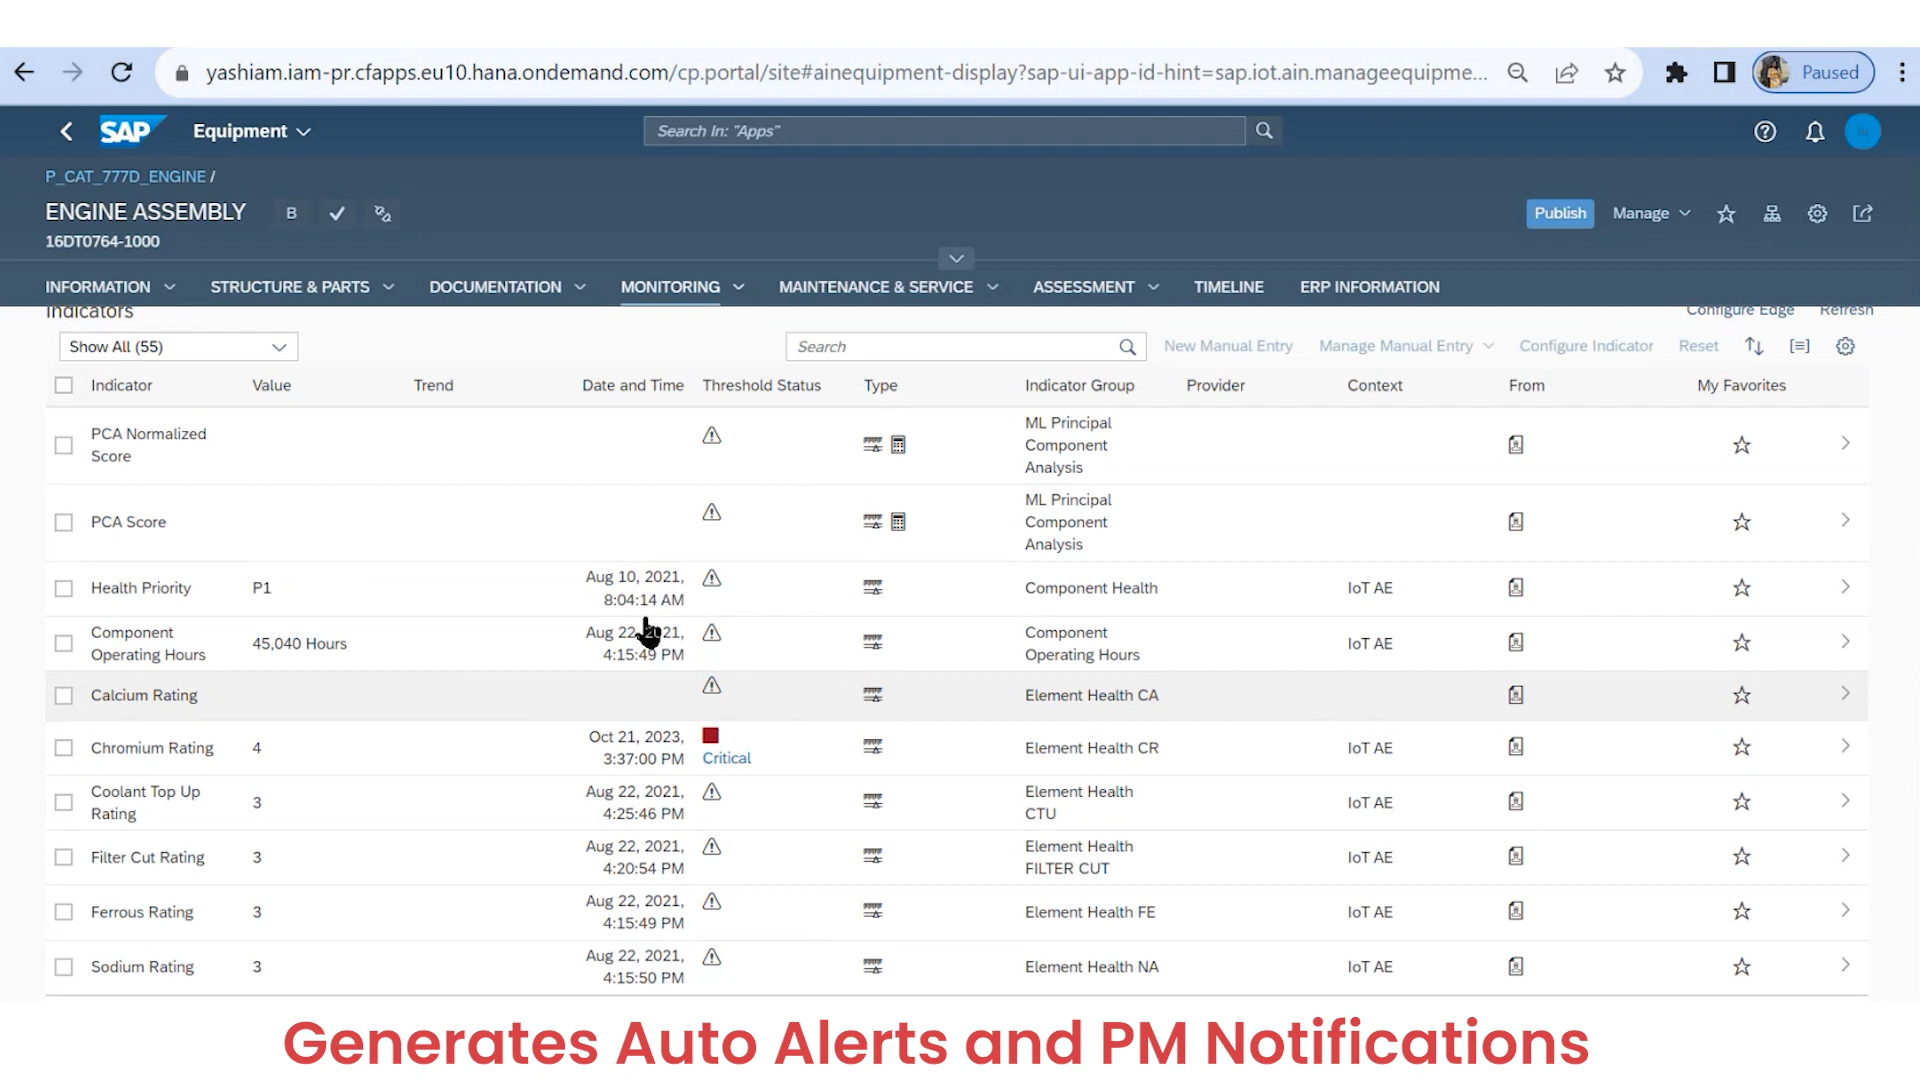 yashiam.iam-pr.cfapps.eu10.hana.ondemand.com/cp.portal/site#ainequipment-display?sap-ui-app-id-hint=sap.iot.ain.manageequipme... Paused
SAP Equipment Search In: "Apps"
P_CAT_777D_ENGINE /
ENGINE ASSEMBLY B Publish Manage
16DT0764-1000
INFORMATION STRUCTURE & PARTS DOCUMENTATION MONITORING MAINTENANCE & SERVICE ASSESSMENT TIMELINE ERP INFORMATION
Indicators Configure Edge Refresh
Show All (55) Search New Manual Entry Manage Manual Entry Configure Indicator Reset
Indicator Value Trend Date and Time Threshold Status Type Indicator Group Provider Context From My Favorites
PCA Normalized
Score
ML Principal
Component
Analysis
PCA Score
ML Principal
Component
Analysis
Health Priority P1
Aug 10, 2021,
8:04:14 AM
Component Health IoT AE
Component
Operating Hours
45,040 Hours
Aug 22, 2021,
4:15:49 PM
Component
Operating Hours
IoT AE
Calcium Rating Element Health CA
Chromium Rating 4
Oct 21, 2023,
3:37:00 PM
Critical
Element Health CR IoT AE
Coolant Top Up
Rating
3
Aug 22, 2021,
4:25:46 PM
Element Health
CTU
IoT AE
Filter Cut Rating 3
Aug 22, 2021,
4:20:54 PM
Element Health
FILTER CUT
IoT AE
Ferrous Rating 3
Aug 22, 2021,
4:15:49 PM
Element Health FE IoT AE
Sodium Rating 3
Aug 22, 2021,
4:15:50 PM
Element Health NA IoT AE
Generates Auto Alerts and PM Notifications